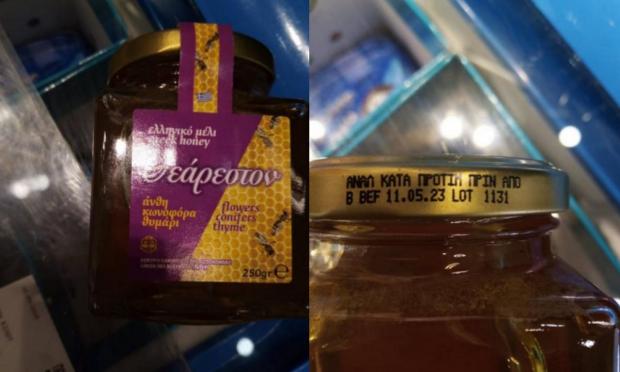 ελληνικό μέλι
greek honey
Θεάρεστον
άνθη
κωνοφόρα
θυμάρι
flowers
conifers
thyme
250gr. ℮
ΑΝΑΛ ΚΑΤΑ ΠΡΟΤΙΜ ΠΡΙΝ ΑΠΟ
B BEF 11.05.23 LOT 1131